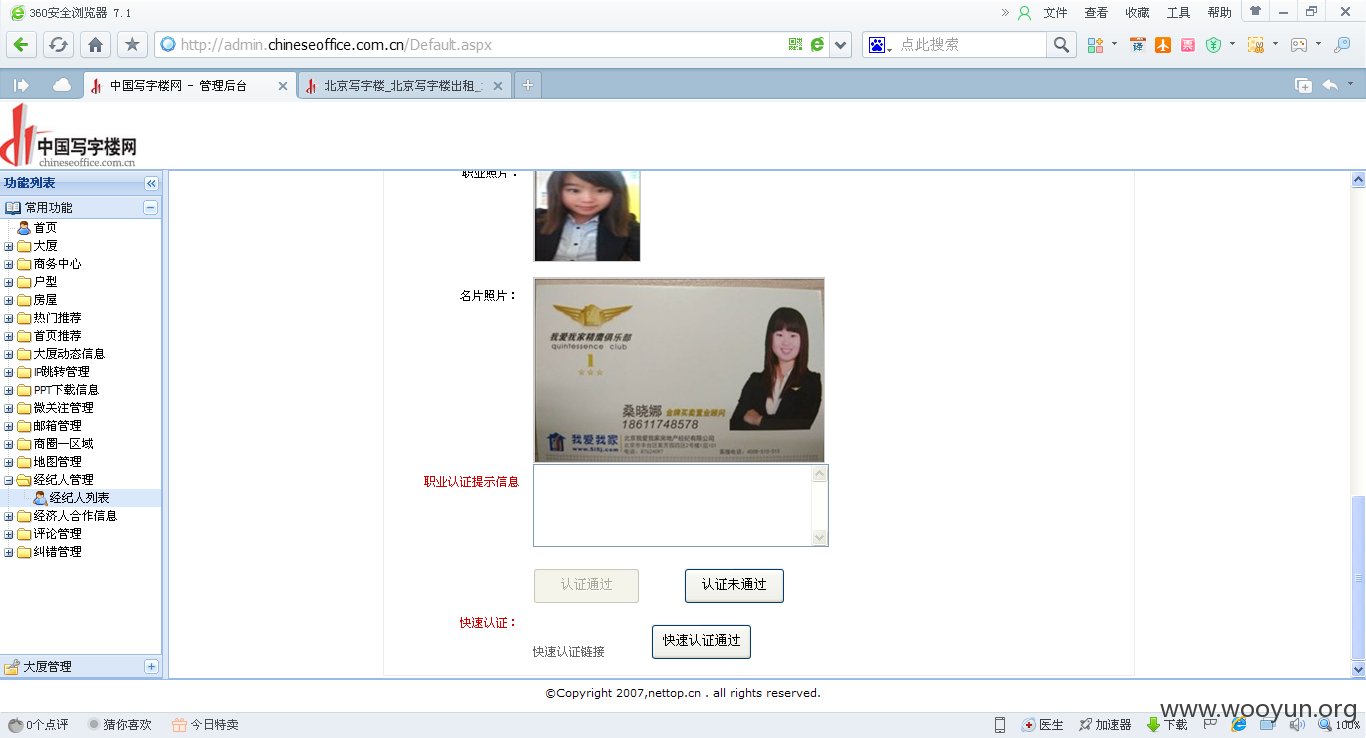 360安全浏览器 7.1
文件 查看 收藏 工具 帮助
http://admin.chineseoffice.com.cn/Default.aspx
点此搜索
中国写字楼网 - 管理后台
北京写字楼_北京写字楼出租_
中国写字楼网
chineseoffice.com.cn
功能列表
常用功能
首页
大厦
商务中心
户型
房屋
热门推荐
首页推荐
大厦动态信息
IP跳转管理
PPT下载信息
微关注管理
邮箱管理
商圈—区域
地图管理
经纪人管理
经纪人列表
经济人合作信息
评论管理
纠错管理
大厦管理
职业照片：
名片照片：
我爱我家精鹰俱乐部
quintessence club
1
桑晓娜 金牌买卖置业顾问
18611748578
我爱我家
www.5i5j.com
北京我爱我家房地产经纪有限公司
职业认证提示信息
认证通过
认证未通过
快速认证：
快速认证链接
快速认证通过
©Copyright 2007,nettop.cn . all rights reserved.
www.wooyun.org
0个点评
猜你喜欢
今日特卖
医生
加速器
下载
100%